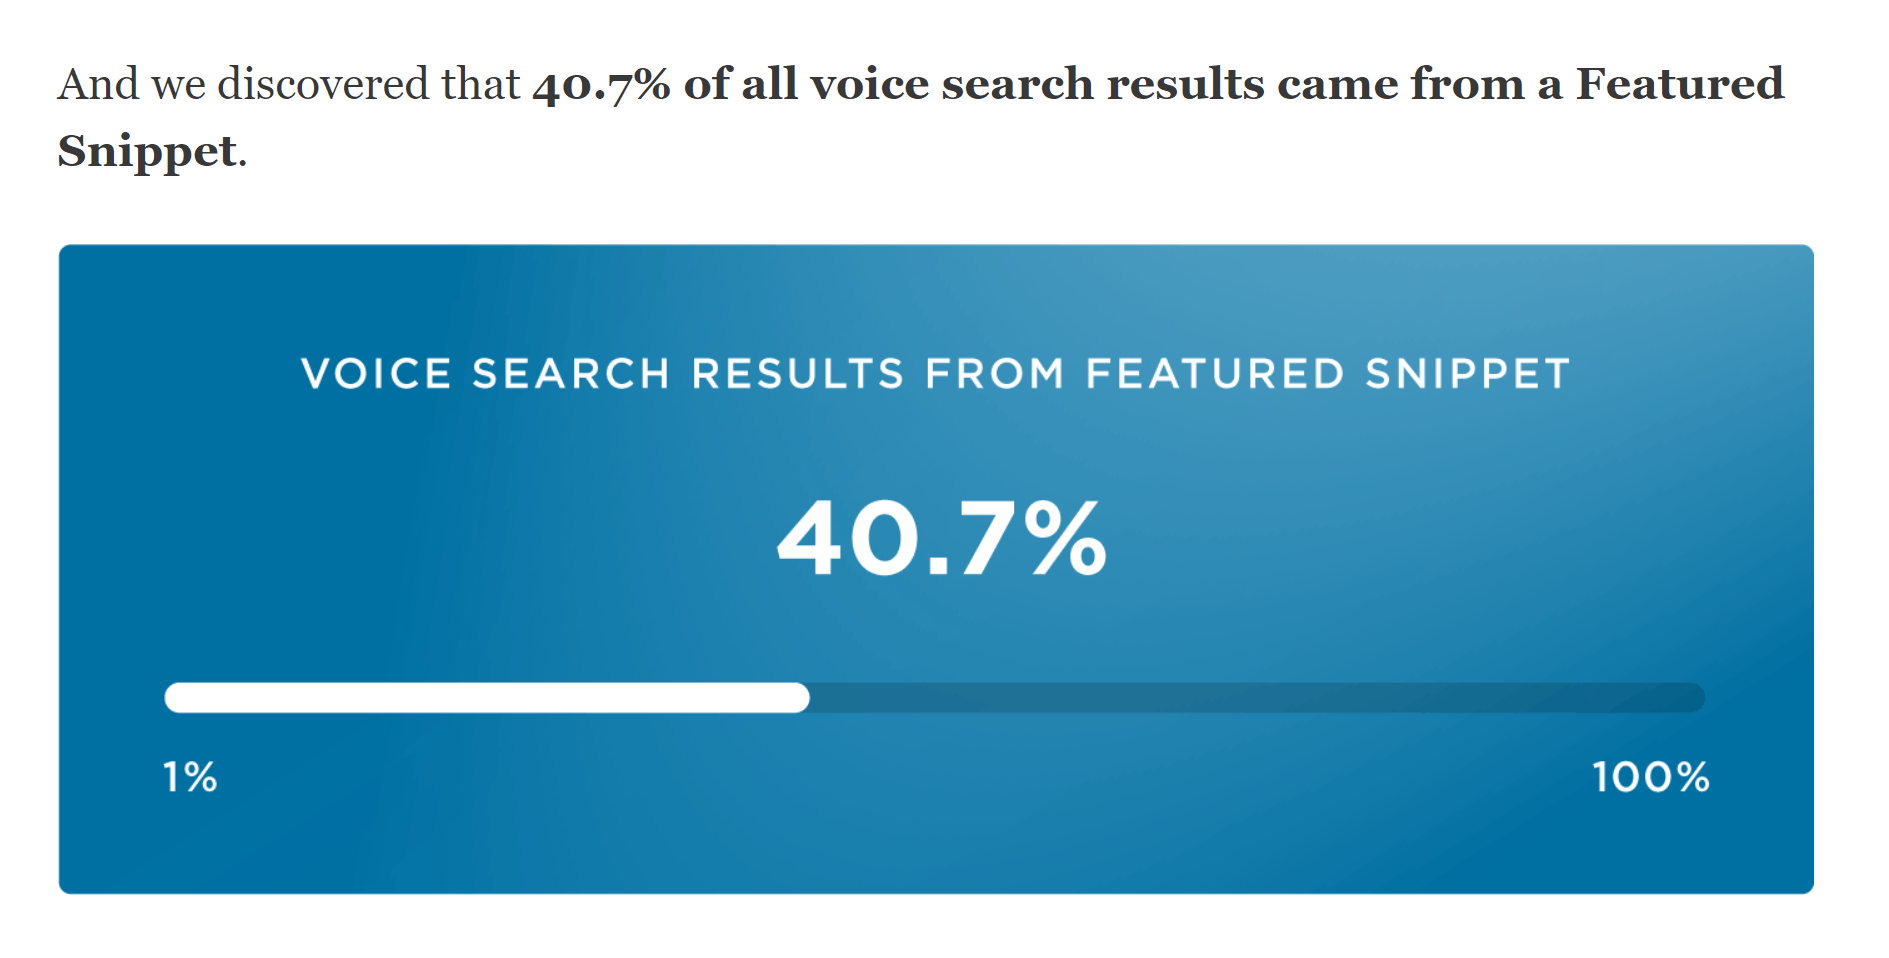 And we discovered that 40.7% of all voice search results came from a Featured
Snippet.
VOICE SEARCH RESULTS FROM FEATURED SNIPPET
40.7%
1%
100%